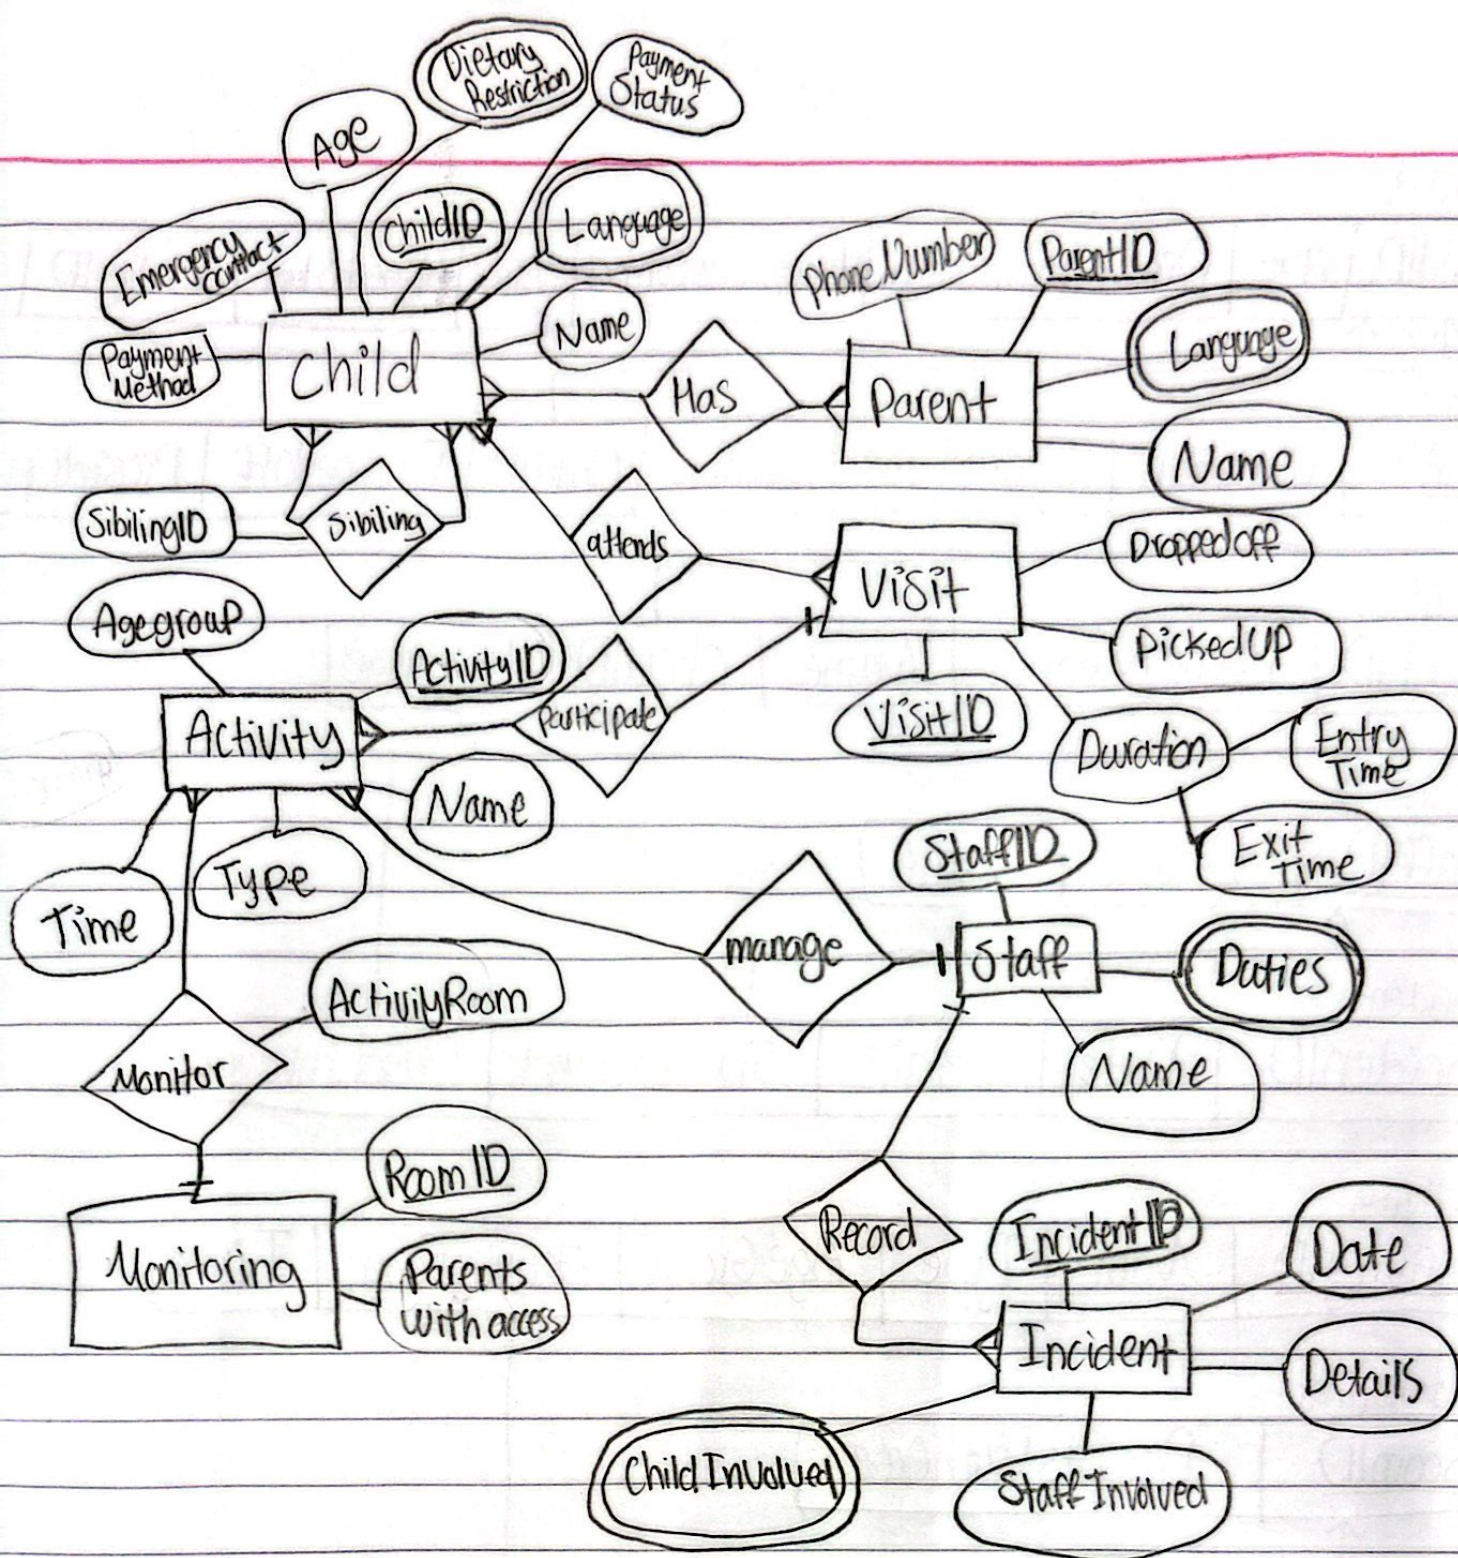 Dietary
Restriction
Payment
Status
Age
ChildID
Language
Emergency
contact
Name
Payment
Method
Child
Has
PhoneNumber
ParentID
Language
Parent
Name
SibilingID
Sibiling
attends
Visit
Droppedoff
PickedUP
VisitID
Duration
Entry
Time
Exit
Time
Agegroup
ActivityID
Participate
Activity
Name
Time
Type
manage
StaffID
Staff
Duties
Name
ActiviyRoom
Monitor
RoomID
Monitoring
Parents
with access
Record
IncidentID
Date
Incident
Details
Child Involved
Staff Involved